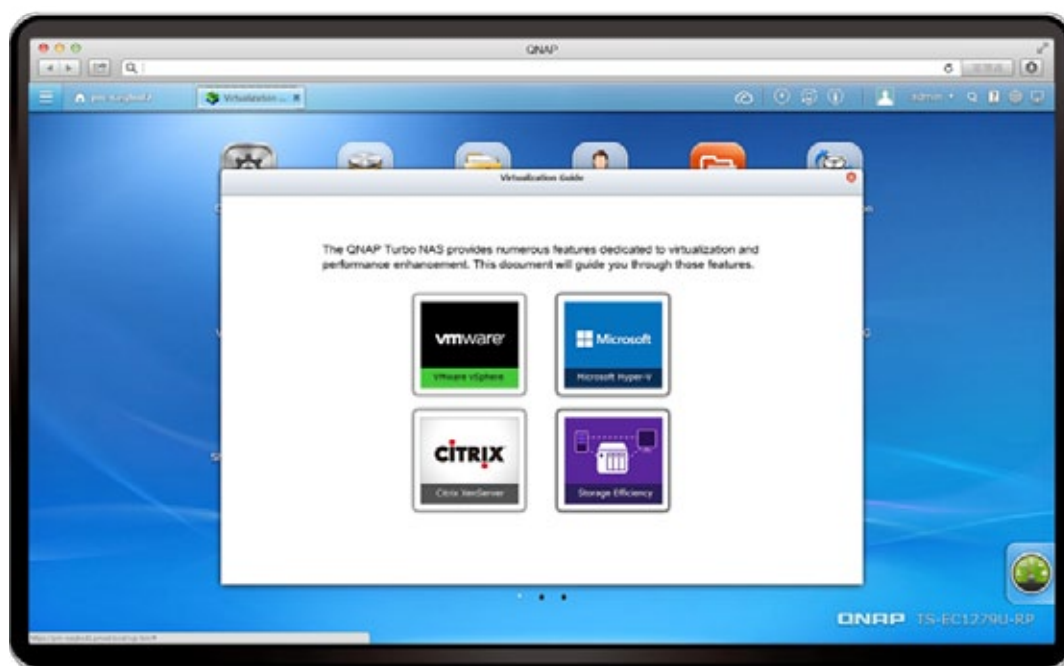 QNAP
Virtualization ...
admin
Virtualization Guide
The QNAP Turbo NAS provides numerous features dedicated to virtualization and
performance enhancement. This document will guide you through those features.
vmware
VMware vSphere
Microsoft
Microsoft Hyper-V
CITRIX
Citrix XenServer
Storage Efficiency
QNAP TS-EC1279U-RP